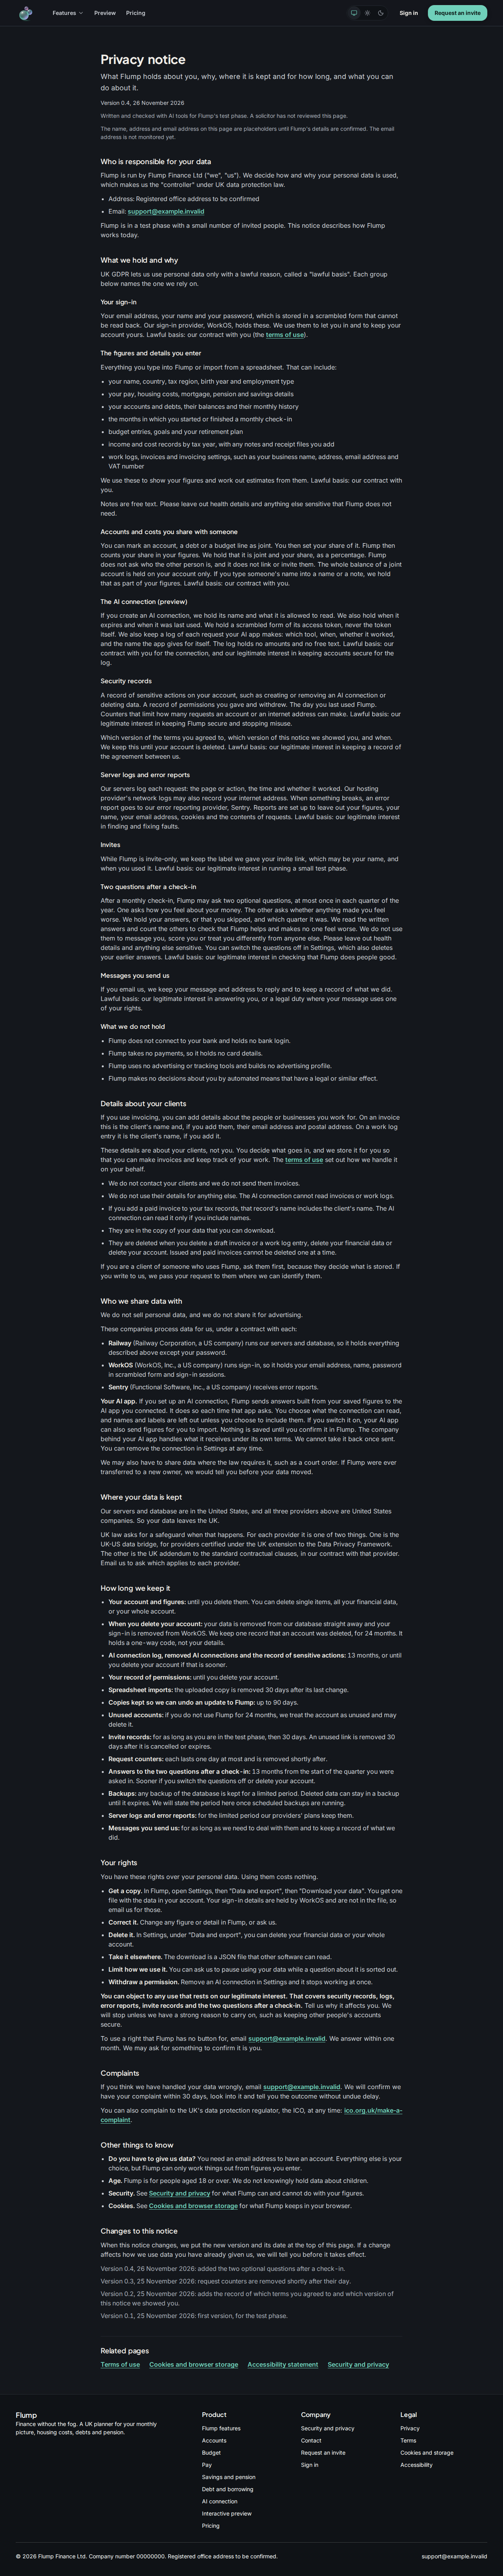 Features Preview Pricing Sign in Request an invite
Privacy notice
What Flump holds about you, why, where it is kept and for how long, and what you can
do about it.
Version 0.4, 26 November 2026
Written and checked with AI tools for Flump's test phase. A solicitor has not reviewed this page.
The name, address and email address on this page are placeholders until Flump's details are confirmed. The email
address is not monitored yet.
Who is responsible for your data
Flump is run by Flump Finance Ltd ("we", "us"). We decide how and why your personal data is used,
which makes us the "controller" under UK data protection law.
• Address: Registered office address to be confirmed
• Email: support@example.invalid
Flump is in a test phase with a small number of invited people. This notice describes how Flump
works today.
What we hold and why
UK GDPR lets us use personal data only with a lawful reason, called a "lawful basis". Each group
below names the one we rely on.
Your sign-in
Your email address, your name and your password, which is stored in a scrambled form that cannot
be read back. Our sign-in provider, WorkOS, holds these. We use them to let you in and to keep your
account yours. Lawful basis: our contract with you (the terms of use).
The figures and details you enter
Everything you type into Flump or import from a spreadsheet. That can include:
• your name, country, tax region, birth year and employment type
• your pay, housing costs, mortgage, pension and savings details
• your accounts and debts, their balances and their monthly history
• the months in which you started or finished a monthly check-in
• budget entries, goals and your retirement plan
• income and cost records by tax year, with any notes and receipt files you add
• work logs, invoices and invoicing settings, such as your business name, address, email address and
VAT number
We use these to show your figures and work out estimates from them. Lawful basis: our contract with
you.
Notes are free text. Please leave out health details and anything else sensitive that Flump does not
need.
Accounts and costs you share with someone
You can mark an account, a debt or a budget line as joint. You then set your share of it. Flump then
counts your share in your figures. We hold that it is joint and your share, as a percentage. Flump
does not ask who the other person is, and it does not link or invite them. The whole balance of a joint
account is held on your account only. If you type someone's name into a name or a note, we hold
that as part of your figures. Lawful basis: our contract with you.
The AI connection (preview)
If you create an AI connection, we hold its name and what it is allowed to read. We also hold when it
expires and when it was last used. We hold a scrambled form of its access token, never the token
itself. We also keep a log of each request your AI app makes: which tool, when, whether it worked,
and the name the app gives for itself. The log holds no amounts and no free text. Lawful basis: our
contract with you for the connection, and our legitimate interest in keeping accounts secure for the
log.
Security records
A record of sensitive actions on your account, such as creating or removing an AI connection or
deleting data. A record of permissions you gave and withdrew. The day you last used Flump.
Counters that limit how many requests an account or an internet address can make. Lawful basis: our
legitimate interest in keeping Flump secure and stopping misuse.
Which version of the terms you agreed to, which version of this notice we showed you, and when.
We keep this until your account is deleted. Lawful basis: our legitimate interest in keeping a record of
the agreement between us.
Server logs and error reports
Our servers log each request: the page or action, the time and whether it worked. Our hosting
provider's network logs may also record your internet address. When something breaks, an error
report goes to our error reporting provider, Sentry. Reports are set up to leave out your figures, your
name, your email address, cookies and the contents of requests. Lawful basis: our legitimate interest
in finding and fixing faults.
Invites
While Flump is invite-only, we keep the label we gave your invite link, which may be your name, and
when you used it. Lawful basis: our legitimate interest in running a small test phase.
Two questions after a check-in
After a monthly check-in, Flump may ask two optional questions, at most once in each quarter of the
year. One asks how you feel about your money. The other asks whether anything made you feel
worse. We hold your answers, or that you skipped, and which quarter it was. We read the written
answers and count the others to check that Flump helps and makes no one feel worse. We do not use
them to message you, score you or treat you differently from anyone else. Please leave out health
details and anything else sensitive. You can switch the questions off in Settings, which also deletes
your earlier answers. Lawful basis: our legitimate interest in checking that Flump does people good.
Messages you send us
If you email us, we keep your message and address to reply and to keep a record of what we did.
Lawful basis: our legitimate interest in answering you, or a legal duty where your message uses one
of your rights.
What we do not hold
• Flump does not connect to your bank and holds no bank login.
• Flump takes no payments, so it holds no card details.
• Flump uses no advertising or tracking tools and builds no advertising profile.
• Flump makes no decisions about you by automated means that have a legal or similar effect.
Details about your clients
If you use invoicing, you can add details about the people or businesses you work for. On an invoice
this is the client's name and, if you add them, their email address and postal address. On a work log
entry it is the client's name, if you add it.
These details are about your clients, not you. You decide what goes in, and we store it for you so
that you can make invoices and keep track of your work. The terms of use set out how we handle it
on your behalf.
• We do not contact your clients and we do not send them invoices.
• We do not use their details for anything else. The AI connection cannot read invoices or work logs.
• If you add a paid invoice to your tax records, that record's name includes the client's name. The AI
connection can read it only if you include names.
• They are in the copy of your data that you can download.
• They are deleted when you delete a draft invoice or a work log entry, delete your financial data or
delete your account. Issued and paid invoices cannot be deleted one at a time.
If you are a client of someone who uses Flump, ask them first, because they decide what is stored. If
you write to us, we pass your request to them where we can identify them.
Who we share data with
We do not sell personal data, and we do not share it for advertising.
These companies process data for us, under a contract with each:
• Railway (Railway Corporation, a US company) runs our servers and database, so it holds everything
described above except your password.
• WorkOS (WorkOS, Inc., a US company) runs sign-in, so it holds your email address, name, password
in scrambled form and sign-in sessions.
• Sentry (Functional Software, Inc., a US company) receives error reports.
Your AI app. If you set up an AI connection, Flump sends answers built from your saved figures to the
AI app you connected. It does so each time that app asks. You choose what the connection can read,
and names and labels are left out unless you choose to include them. If you switch it on, your AI app
can also send figures for you to import. Nothing is saved until you confirm it in Flump. The company
behind your AI app handles what it receives under its own terms. We cannot take it back once sent.
You can remove the connection in Settings at any time.
We may also have to share data where the law requires it, such as a court order. If Flump were ever
transferred to a new owner, we would tell you before your data moved.
Where your data is kept
Our servers and database are in the United States, and all three providers above are United States
companies. So your data leaves the UK.
UK law asks for a safeguard when that happens. For each provider it is one of two things. One is the
UK-US data bridge, for providers certified under the UK extension to the Data Privacy Framework.
The other is the UK addendum to the standard contractual clauses, in our contract with that provider.
Email us to ask which applies to each provider.
How long we keep it
• Your account and figures: until you delete them. You can delete single items, all your financial data,
or your whole account.
• When you delete your account: your data is removed from our database straight away and your
sign-in is removed from WorkOS. We keep one record that an account was deleted, for 24 months. It
holds a one-way code, not your details.
• AI connection log, removed AI connections and the record of sensitive actions: 13 months, or until
you delete your account if that is sooner.
• Your record of permissions: until you delete your account.
• Spreadsheet imports: the uploaded copy is removed 30 days after its last change.
• Copies kept so we can undo an update to Flump: up to 90 days.
• Unused accounts: if you do not use Flump for 24 months, we treat the account as unused and may
delete it.
• Invite records: for as long as you are in the test phase, then 30 days. An unused link is removed 30
days after it is cancelled or expires.
• Request counters: each lasts one day at most and is removed shortly after.
• Answers to the two questions after a check-in: 13 months from the start of the quarter you were
asked in. Sooner if you switch the questions off or delete your account.
• Backups: any backup of the database is kept for a limited period. Deleted data can stay in a backup
until it expires. We will state the period here once scheduled backups are running.
• Server logs and error reports: for the limited period our providers' plans keep them.
• Messages you send us: for as long as we need to deal with them and to keep a record of what we
did.
Your rights
You have these rights over your personal data. Using them costs nothing.
• Get a copy. In Flump, open Settings, then "Data and export", then "Download your data". You get one
file with the data in your account. Your sign-in details are held by WorkOS and are not in the file, so
email us for those.
• Correct it. Change any figure or detail in Flump, or ask us.
• Delete it. In Settings, under "Data and export", you can delete your financial data or your whole
account.
• Take it elsewhere. The download is a JSON file that other software can read.
• Limit how we use it. You can ask us to pause using your data while a question about it is sorted out.
• Withdraw a permission. Remove an AI connection in Settings and it stops working at once.
You can object to any use that rests on our legitimate interest. That covers security records, logs,
error reports, invite records and the two questions after a check-in. Tell us why it affects you. We
will stop unless we have a strong reason to carry on, such as keeping other people's accounts
secure.
To use a right that Flump has no button for, email support@example.invalid. We answer within one
month. We may ask for something to confirm it is you.
Complaints
If you think we have handled your data wrongly, email support@example.invalid. We will confirm we
have your complaint within 30 days, look into it and tell you the outcome without undue delay.
You can also complain to the UK's data protection regulator, the ICO, at any time: ico.org.uk/make-a-
complaint.
Other things to know
• Do you have to give us data? You need an email address to have an account. Everything else is your
choice, but Flump can only work things out from figures you enter.
• Age. Flump is for people aged 18 or over. We do not knowingly hold data about children.
• Security. See Security and privacy for what Flump can and cannot do with your figures.
• Cookies. See Cookies and browser storage for what Flump keeps in your browser.
Changes to this notice
When this notice changes, we put the new version and its date at the top of this page. If a change
affects how we use data you have already given us, we will tell you before it takes effect.
Version 0.4, 26 November 2026: added the two optional questions after a check-in.
Version 0.3, 25 November 2026: request counters are removed shortly after their day.
Version 0.2, 25 November 2026: adds the record of which terms you agreed to and which version of
this notice we showed you.
Version 0.1, 25 November 2026: first version, for the test phase.
Related pages
Terms of use Cookies and browser storage Accessibility statement Security and privacy
Flump
Finance without the fog. A UK planner for your monthly
picture, housing costs, debts and pension.
Product
Flump features
Accounts
Budget
Pay
Savings and pension
Debt and borrowing
AI connection
Interactive preview
Pricing
Company
Security and privacy
Contact
Request an invite
Sign in
Legal
Privacy
Terms
Cookies and storage
Accessibility
© 2026 Flump Finance Ltd. Company number 00000000. Registered office address to be confirmed.
support@example.invalid